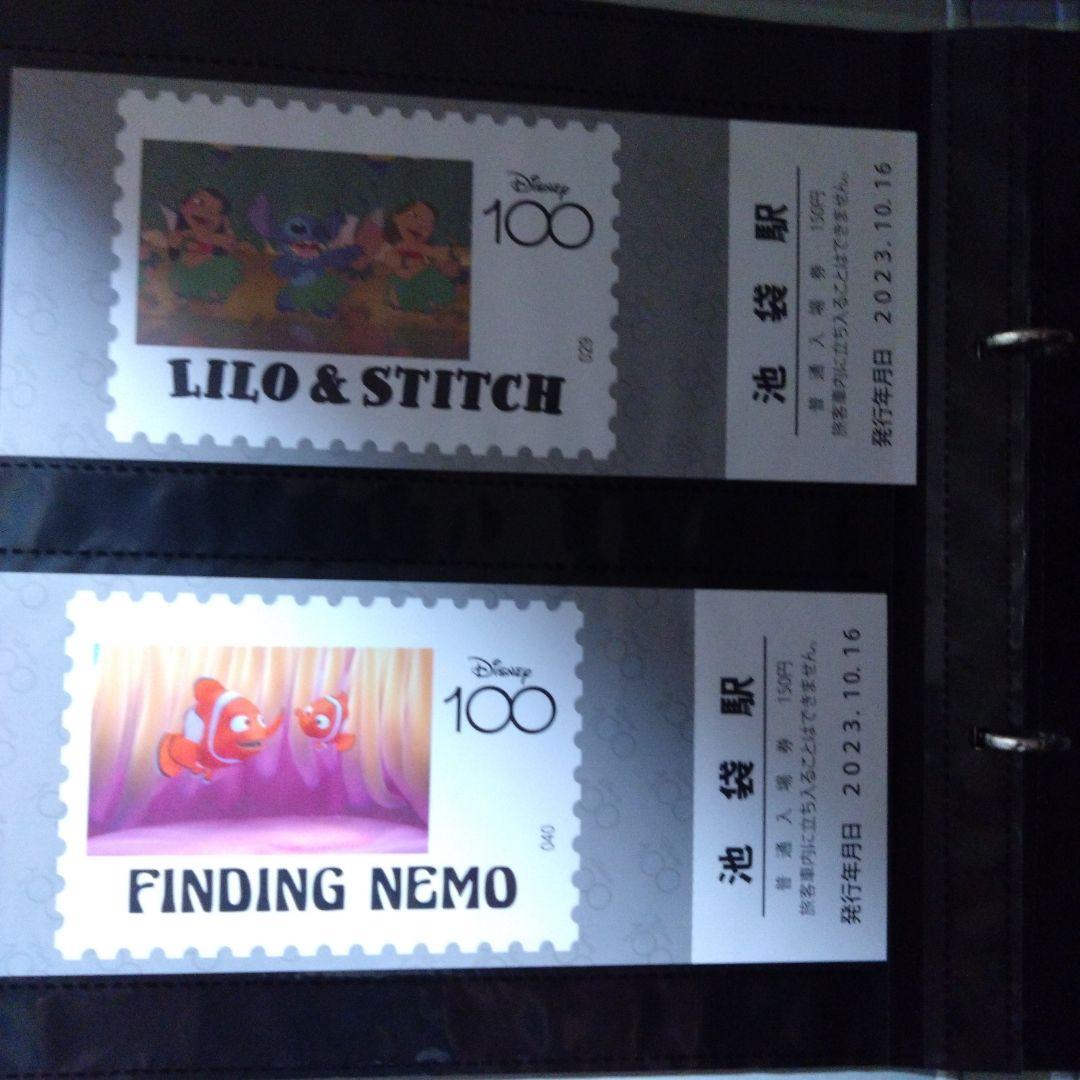 Disney
100
029
LILO & STITCH
池袋駅
普通入場券 150円
旅客車内に立ち入ることはできません。
発行年月日 2023.10.16
Disney
100
040
FINDING NEMO
池袋駅
普通入場券 150円
旅客車内に立ち入ることはできません。
発行年月日 2023.10.16